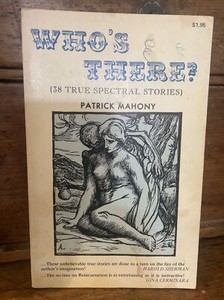 $1.95
WHO'S
THERE?
(38 TRUE SPECTRAL STORIES)
PATRICK MAHONY
...These unbelievable true stories are done to a turn on the fire of the
author's imagination!
HAROLD SHERMAN
...The section on Reincarnation is as entertaining as it is instructive!
GINA CERMINARA